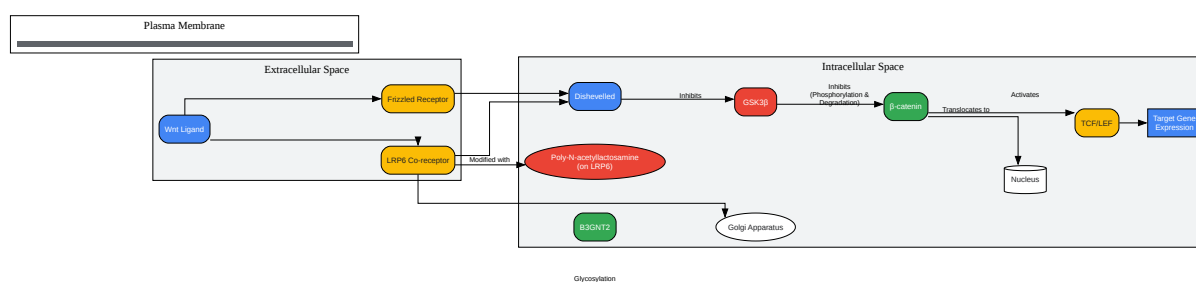 Plasma Membrane
Extracellular Space
Intracellular Space
Wnt Ligand
Frizzled Receptor
LRP6 Co-receptor
Modified with
Dishevelled
Inhibits
GSK3β
Inhibits
(Phosphorylation &
Degradation)
β-catenin
Translocates to
Activates
TCF/LEF
Target Gene
Expression
Poly-N-acetyllactosamine
(on LRP6)
Nucleus
B3GNT2
Golgi Apparatus
Glycosylation